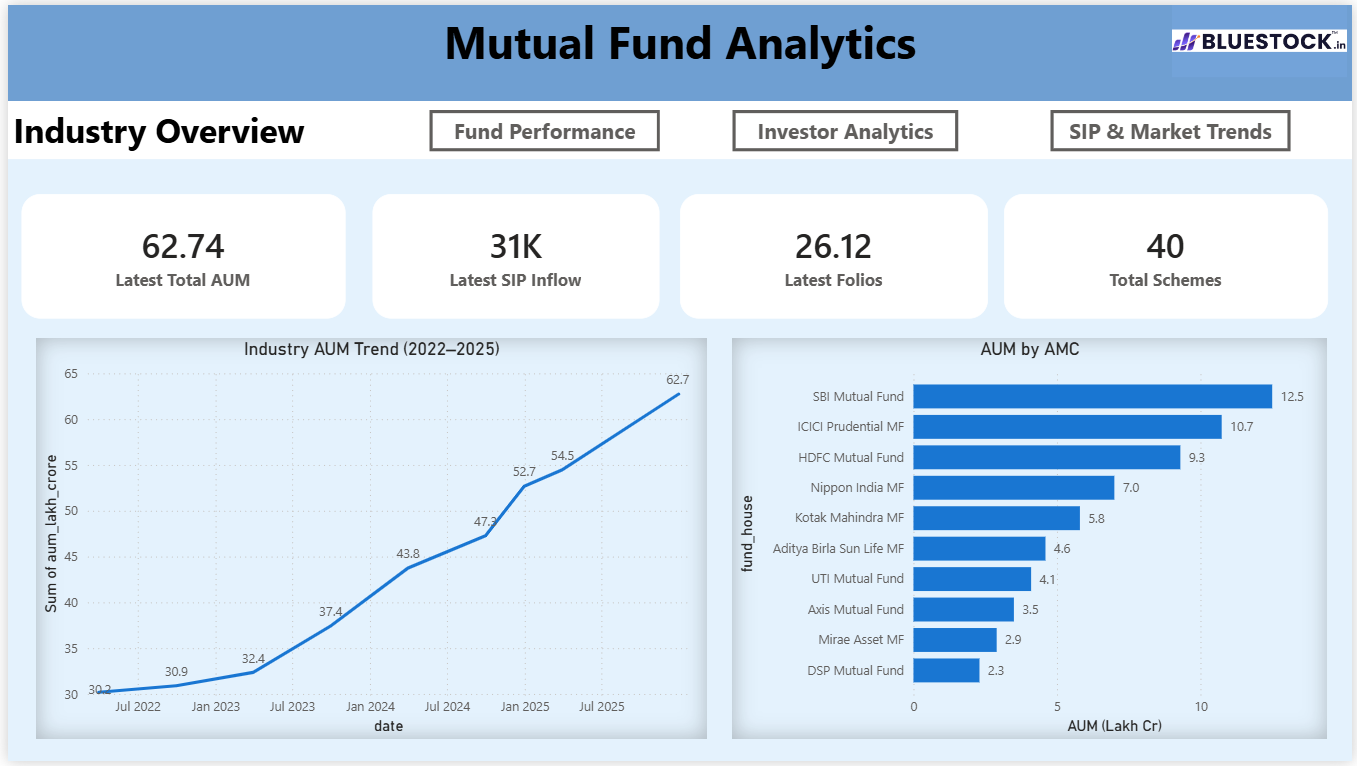 Mutual Fund Analytics
BLUESTOCK.in
TM
Industry Overview
Fund Performance
Investor Analytics
SIP & Market Trends
62.74
Latest Total AUM
31K
Latest SIP Inflow
26.12
Latest Folios
40
Total Schemes
Industry AUM Trend (2022–2025)
Sum of aum_lakh_crore
65
60
55
50
45
40
35
30
30.2
30.9
32.4
37.4
43.8
47.3
52.7
54.5
62.7
Jul 2022
Jan 2023
Jul 2023
Jan 2024
Jul 2024
Jan 2025
Jul 2025
date
AUM by AMC
fund_house
SBI Mutual Fund 12.5
ICICI Prudential MF 10.7
HDFC Mutual Fund 9.3
Nippon India MF 7.0
Kotak Mahindra MF 5.8
Aditya Birla Sun Life MF 4.6
UTI Mutual Fund 4.1
Axis Mutual Fund 3.5
Mirae Asset MF 2.9
DSP Mutual Fund 2.3
0 5 10
AUM (Lakh Cr)